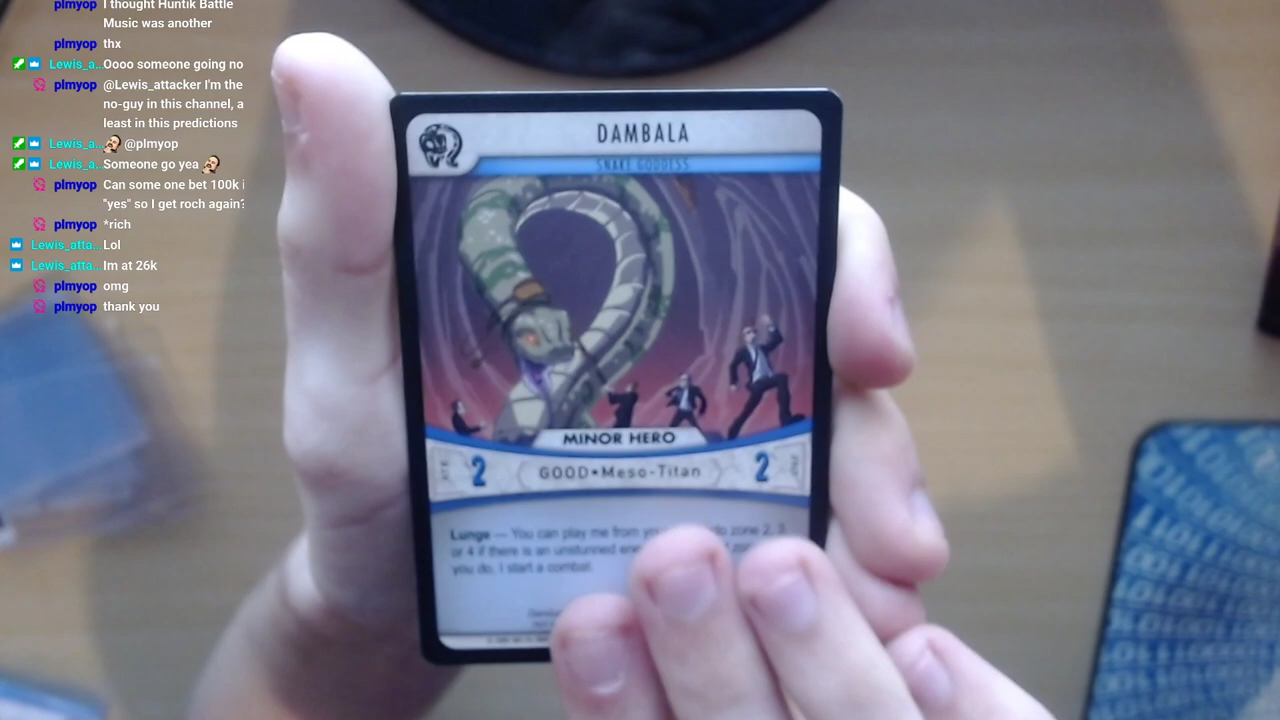 plmyop I thought Huntik Battle
Music was another
plmyop thx
Lewis_a... Oooo someone going no
plmyop @Lewis_attacker I'm the
no-guy in this channel, a
least in this predictions
Lewis_a... @plmyop
Lewis_a... Someone go yea
plmyop Can some one bet 100k i
"yes" so I get roch again?
plmyop *rich
Lewis_atta... Lol
Lewis_atta... Im at 26k
plmyop omg
plmyop thank you
DAMBALA
SNAKE GODDESS
MINOR HERO
2 GOOD•Meso-Titan 2
Lunge — You can play me from to zone 2, 3
or 4 if there is an unstunned
you do, I start a combat.